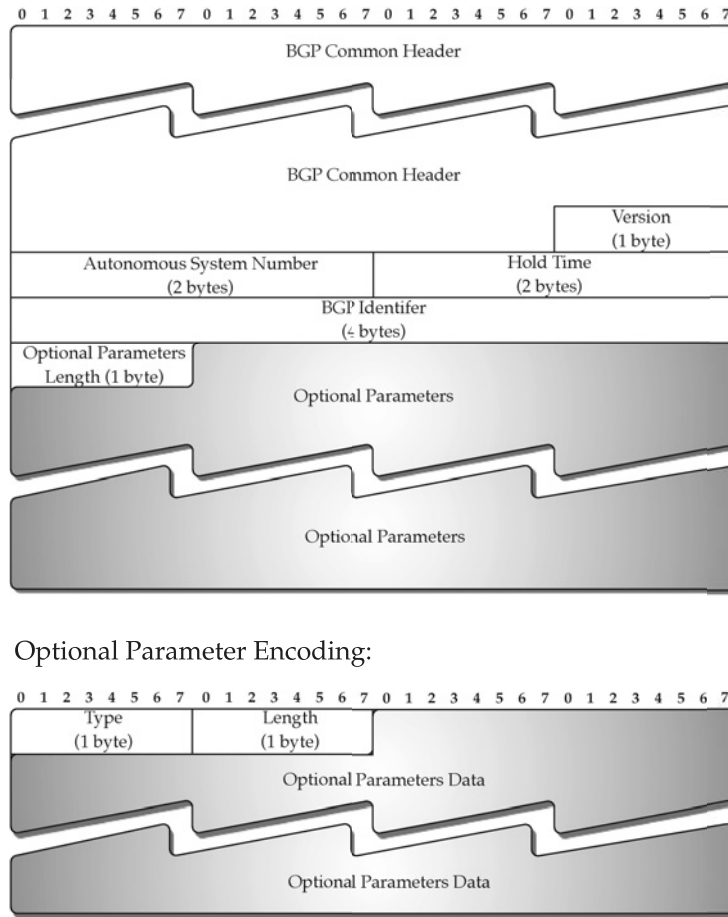 0 1 2 3 4 5 6 7 0 1 2 3 4 5 6 7 0 1 2 3 4 5 6 7 0 1 2 3 4 5 6 7
BGP Common Header
BGP Common Header
Version
(1 byte)
Autonomous System Number
(2 bytes)
Hold Time
(2 bytes)
BGP Identifer
(4 bytes)
Optional Parameters
Length (1 byte)
Optional Parameters
Optional Parameters
Optional Parameter Encoding:
0 1 2 3 4 5 6 7 0 1 2 3 4 5 6 7 0 1 2 3 4 5 6 7 0 1 2 3 4 5 6 7
Type
(1 byte)
Length
(1 byte)
Optional Parameters Data
Optional Parameters Data